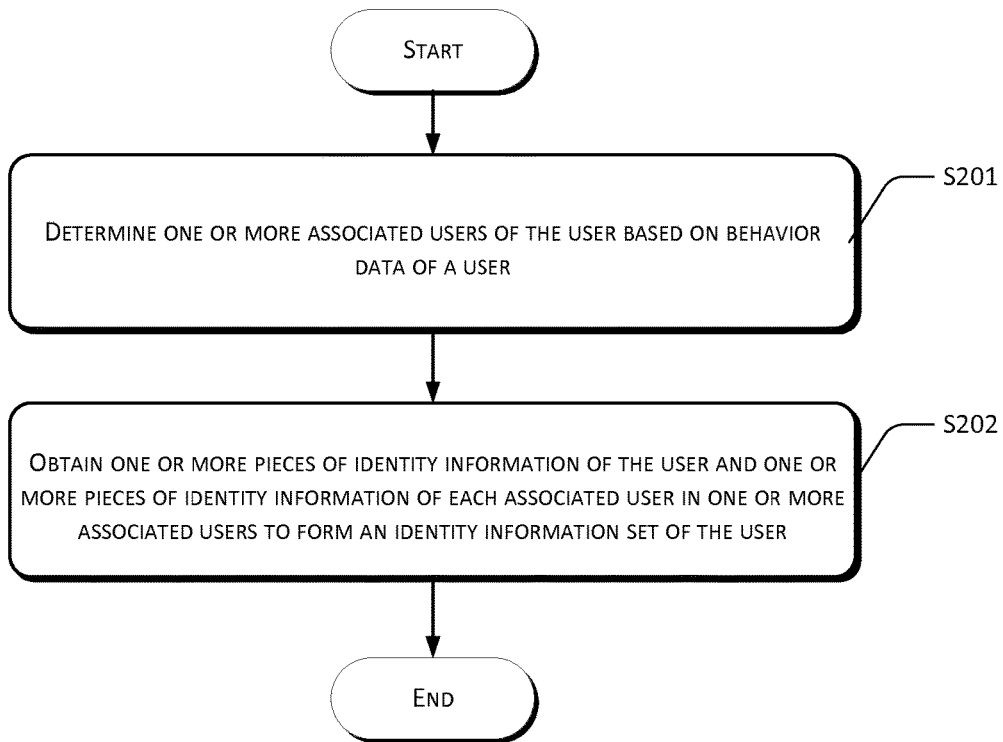 START
S201
DETERMINE ONE OR MORE ASSOCIATED USERS OF THE USER BASED ON BEHAVIOR
DATA OF A USER
S202
OBTAIN ONE OR MORE PIECES OF IDENTITY INFORMATION OF THE USER AND ONE OR
MORE PIECES OF IDENTITY INFORMATION OF EACH ASSOCIATED USER IN ONE OR MORE
ASSOCIATED USERS TO FORM AN IDENTITY INFORMATION SET OF THE USER
END